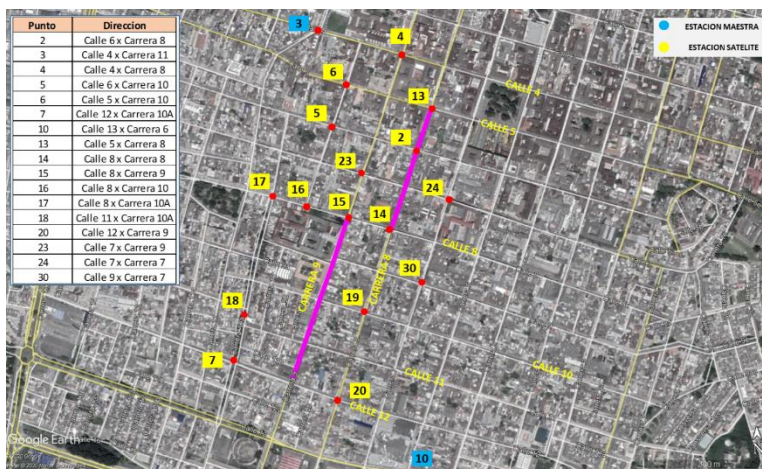 Punto Direccion
2 Calle 6 x Carrera 8
3 Calle 4 x Carrera 11
4 Calle 4 x Carrera 8
5 Calle 6 x Carrera 10
6 Calle 5 x Carrera 10
7 Calle 12 x Carrera 10A
10 Calle 13 x Carrera 6
13 Calle 5 x Carrera 8
14 Calle 8 x Carrera 8
15 Calle 8 x Carrera 9
16 Calle 8 x Carrera 10
17 Calle 8 x Carrera 10A
18 Calle 11 x Carrera 10A
20 Calle 12 x Carrera 9
23 Calle 7 x Carrera 9
24 Calle 7 x Carrera 7
30 Calle 9 x Carrera 7
ESTACION MAESTRA
ESTACION SATELITE
3
4
6
CALLE 4
13
5
CALLE 5
2
23
17
16
24
15
14
CALLE 8
CARRERA 9
CARRERA 8
30
18
19
7
CALLE 11
CALLE 10
20
CALLE 12
Google Earth
10